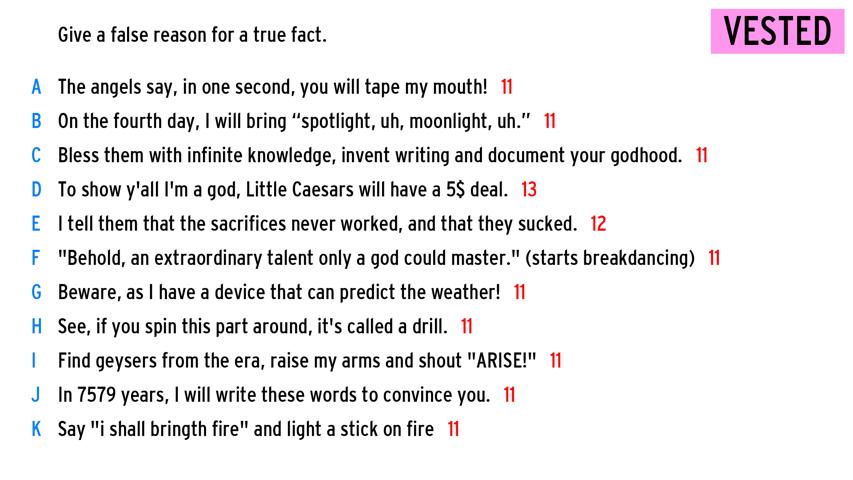 Give a false reason for a true fact.
VESTED
A The angels say, in one second, you will tape my mouth! 11
B On the fourth day, I will bring “spotlight, uh, moonlight, uh.” 11
C Bless them with infinite knowledge, invent writing and document your godhood. 11
D To show y'all I'm a god, Little Caesars will have a 5$ deal. 13
E I tell them that the sacrifices never worked, and that they sucked. 12
F "Behold, an extraordinary talent only a god could master." (starts breakdancing) 11
G Beware, as I have a device that can predict the weather! 11
H See, if you spin this part around, it's called a drill. 11
I Find geysers from the era, raise my arms and shout "ARISE!" 11
J In 7579 years, I will write these words to convince you. 11
K Say "i shall bringth fire" and light a stick on fire 11